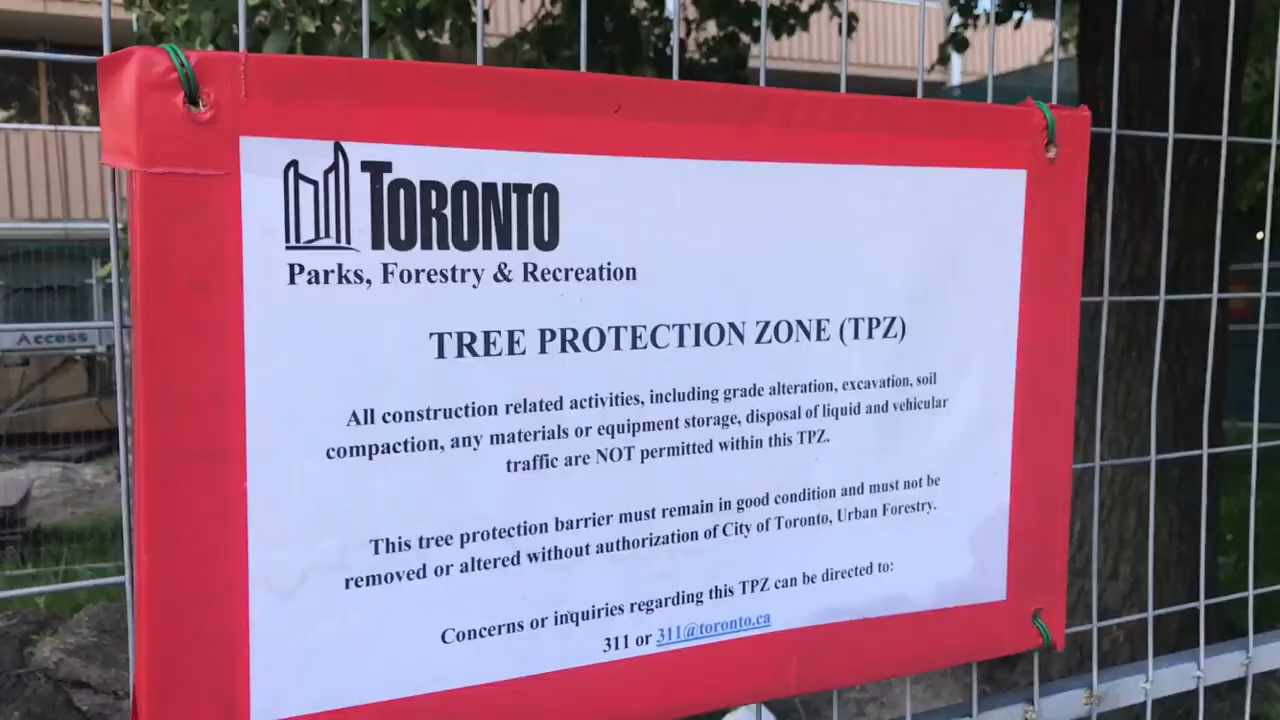 TORONTO
Parks, Forestry & Recreation
TREE PROTECTION ZONE (TPZ)
All construction related activities, including grade alteration, excavation, soil
compaction, any materials or equipment storage, disposal of liquid and vehicular
traffic are NOT permitted within this TPZ.
This tree protection barrier must remain in good condition and must not be
removed or altered without authorization of City of Toronto, Urban Forestry.
Concerns or inquiries regarding this TPZ can be directed to:
311 or 311@toronto.ca
Access